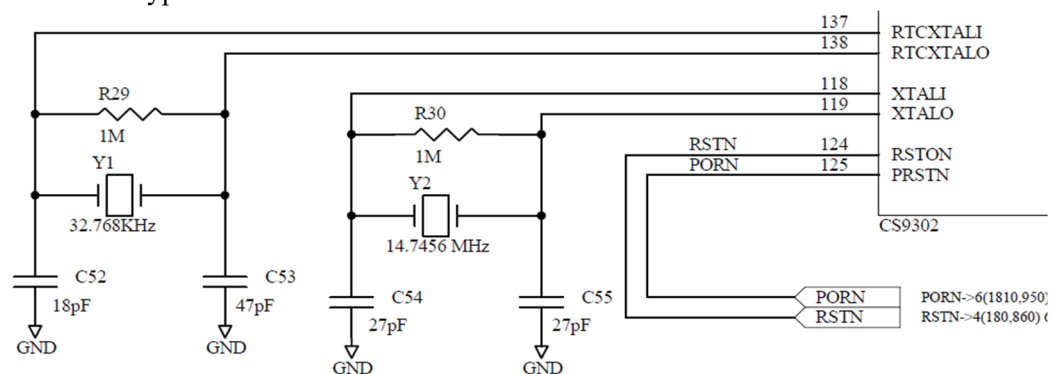 137
RTCXTALI
138
RTCXTALO
118
XTALI
119
XTALO
RSTN
124
RSTON
PORN
125
PRSTN
CS9302
R29
1M
Y1
32.768KHz
C52
18pF
GND
C53
47pF
GND
R30
1M
Y2
14.7456 MHz
C54
27pF
GND
C55
27pF
GND
PORN
PORN->6(1810,950)
RSTN
RSTN->4(180,860)